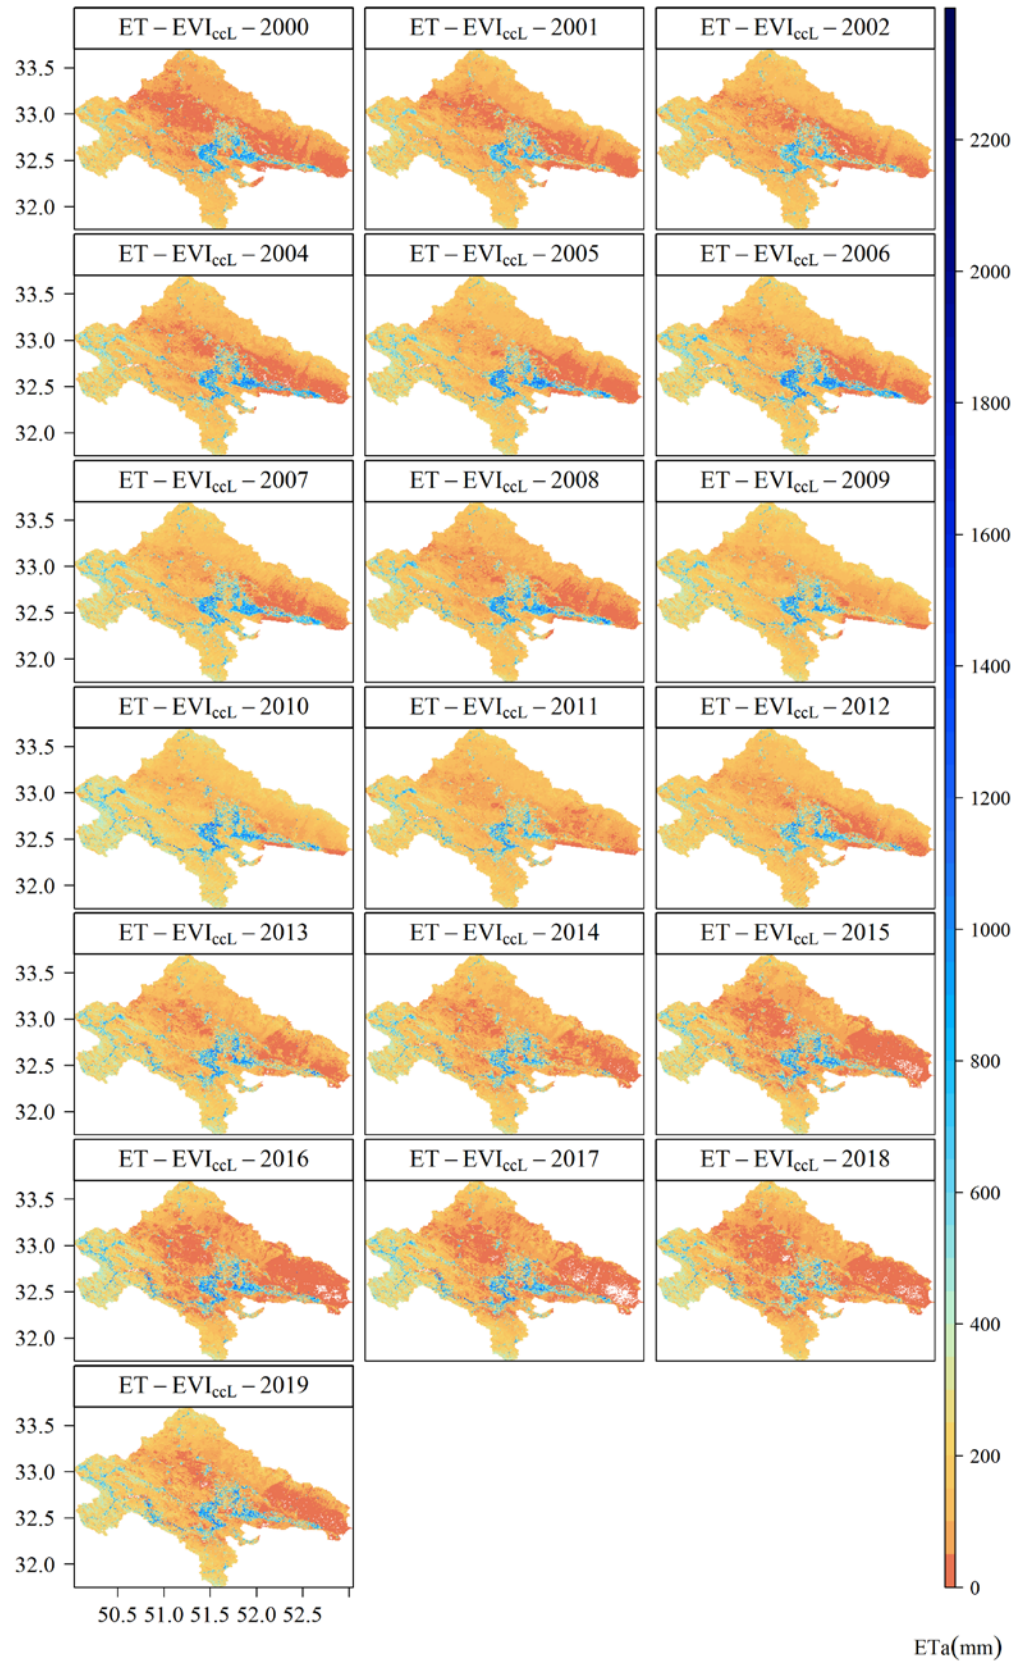 ET – EVIccL – 2000
ET – EVIccL – 2001
ET – EVIccL – 2002
33.5
33.0
32.5
32.0
ET – EVIccL – 2004
ET – EVIccL – 2005
ET – EVIccL – 2006
33.5
33.0
32.5
32.0
ET – EVIccL – 2007
ET – EVIccL – 2008
ET – EVIccL – 2009
33.5
33.0
32.5
32.0
ET – EVIccL – 2010
ET – EVIccL – 2011
ET – EVIccL – 2012
33.5
33.0
32.5
32.0
ET – EVIccL – 2013
ET – EVIccL – 2014
ET – EVIccL – 2015
33.5
33.0
32.5
32.0
ET – EVIccL – 2016
ET – EVIccL – 2017
ET – EVIccL – 2018
33.5
33.0
32.5
32.0
ET – EVIccL – 2019
33.5
33.0
32.5
32.0
50.5 51.0 51.5 52.0 52.5
2200
2000
1800
1600
1400
1200
1000
800
600
400
200
0
ETa(mm)